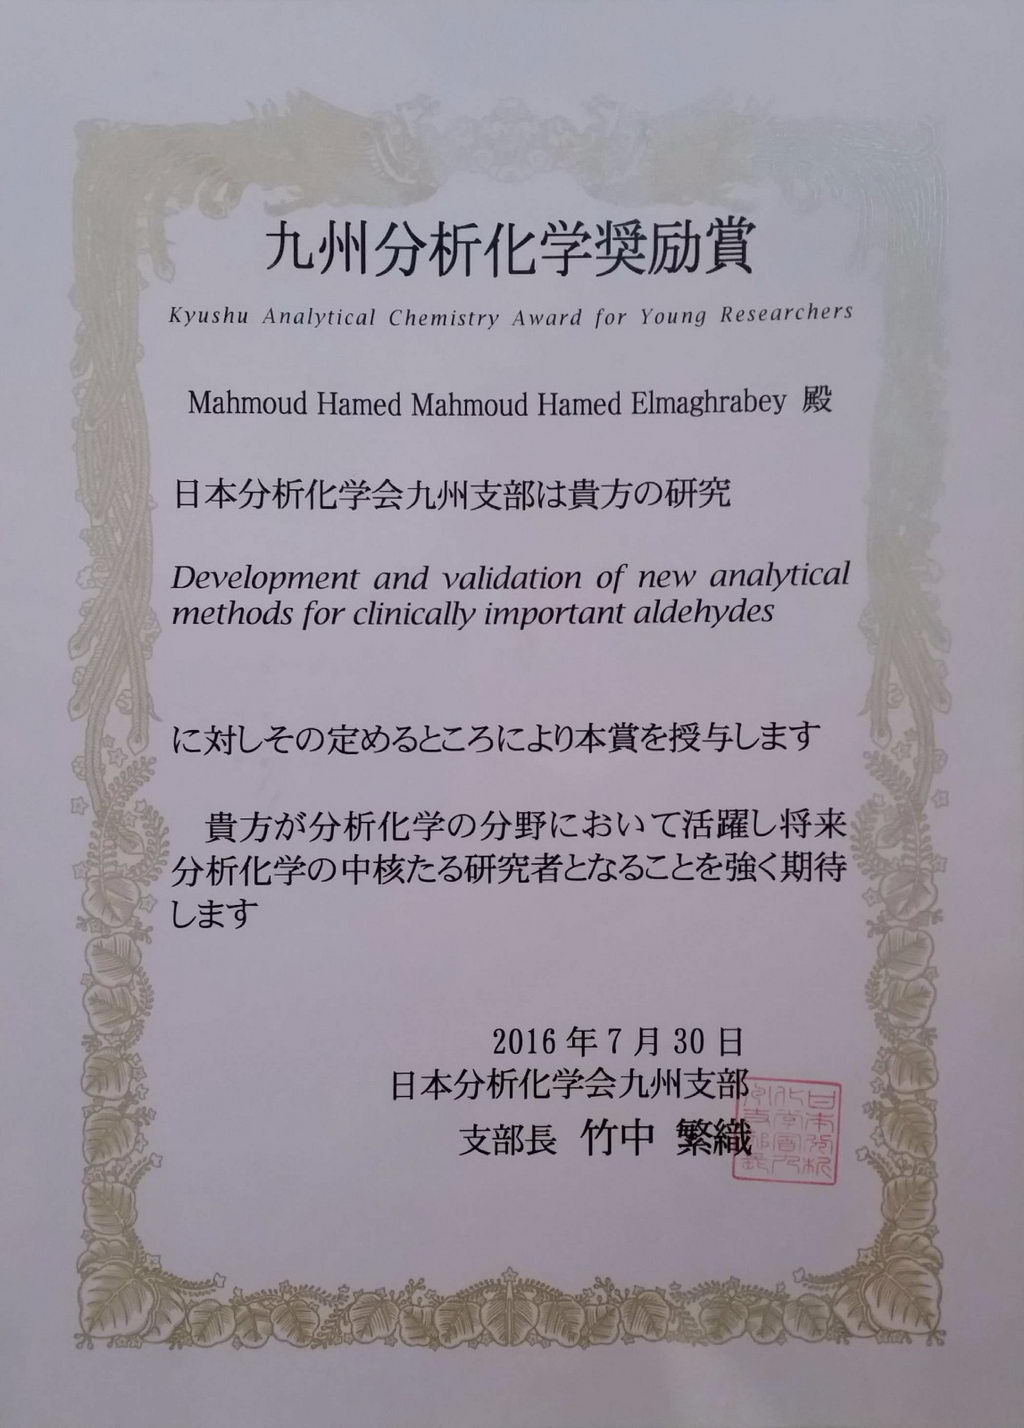 九州分析化学奨励賞
Kyushu Analytical Chemistry Award for Young Researchers
Mahmoud Hamed Mahmoud Hamed Elmaghrabey 殿
日本分析化学会九州支部は貴方の研究
Development and validation of new analytical
methods for clinically important aldehydes
に対しその定めるところにより本賞を授与します
貴方が分析化学の分野において活躍し将来
分析化学の中核たる研究者となることを強く期待
します
2016 年 7 月 30 日
日本分析化学会九州支部
支部長 竹中 繁織